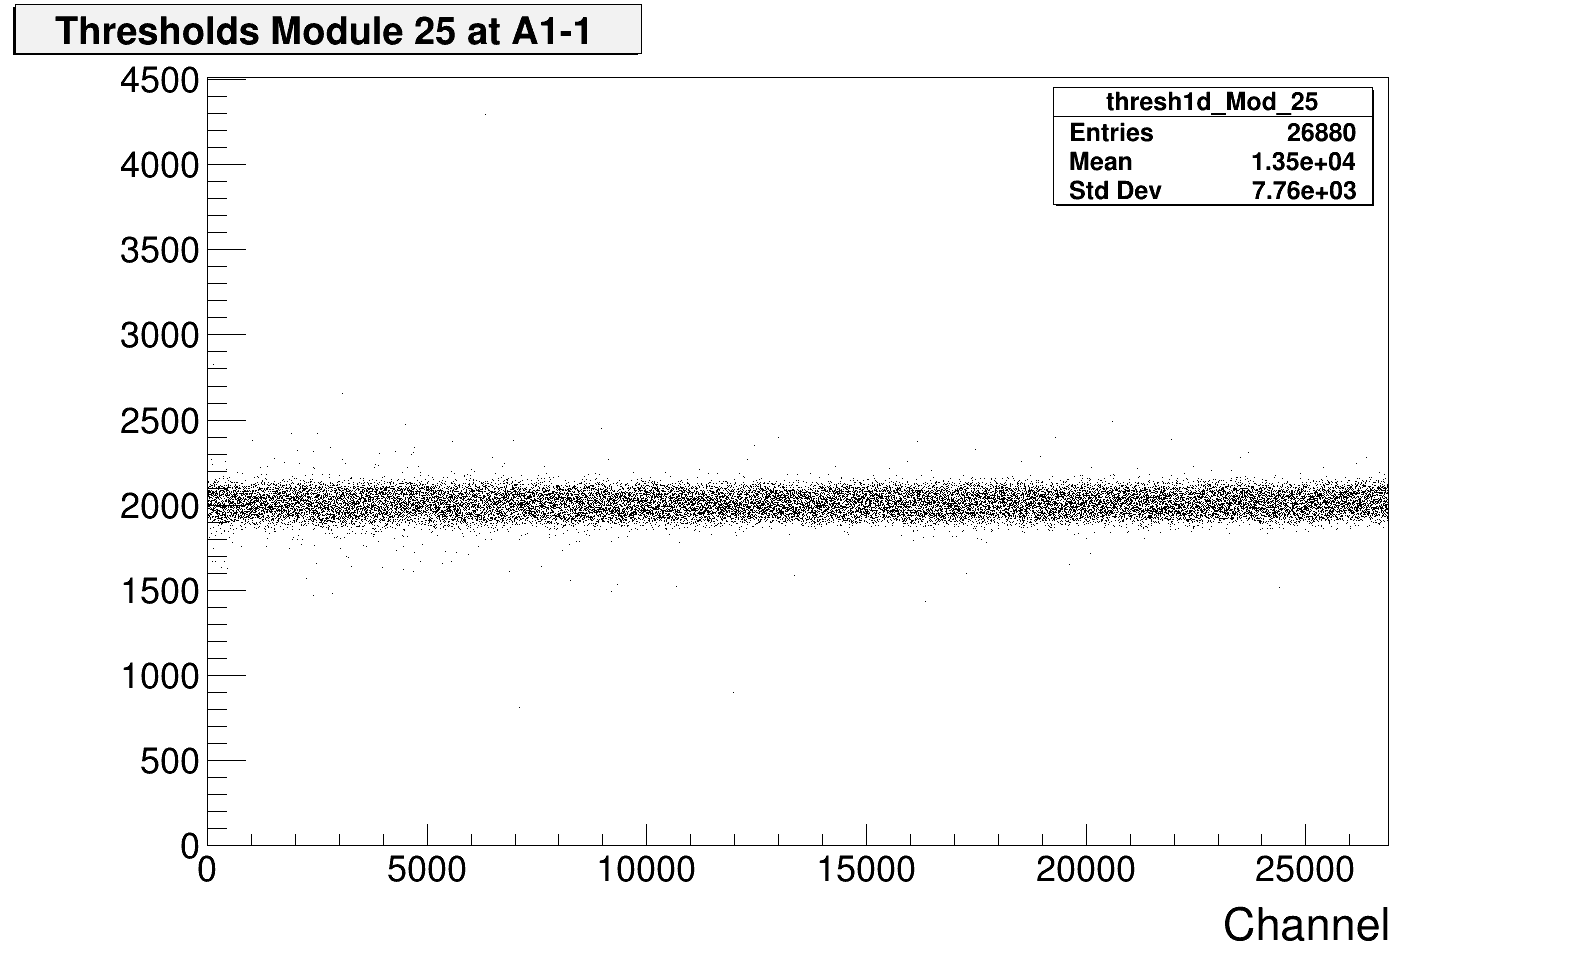 Thresholds Module 25 at A1-1
thresh1d_Mod_25
Entries 26880
Mean 1.35e+04
Std Dev 7.76e+03
4500
4000
3500
3000
2500
2000
1500
1000
500
0
0 5000 10000 15000 20000 25000
Channel